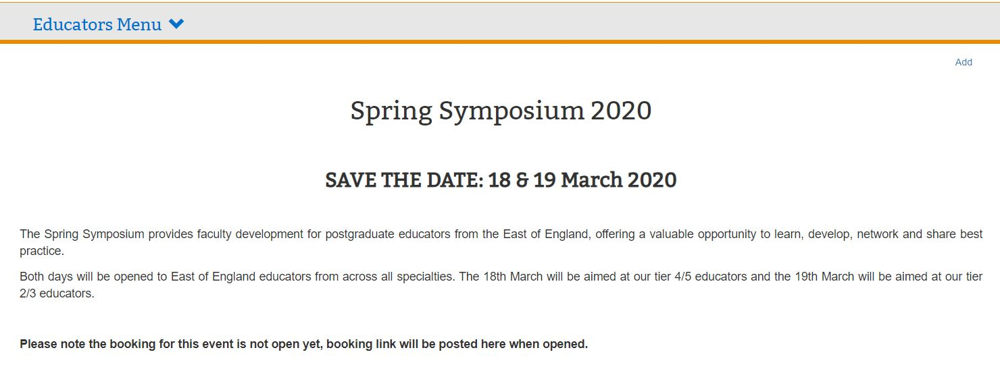 Educators Menu
Add
Spring Symposium 2020
SAVE THE DATE: 18 & 19 March 2020
The Spring Symposium provides faculty development for postgraduate educators from the East of England, offering a valuable opportunity to learn, develop, network and share best
practice.
Both days will be opened to East of England educators from across all specialties. The 18th March will be aimed at our tier 4/5 educators and the 19th March will be aimed at our tier
2/3 educators.
Please note the booking for this event is not open yet, booking link will be posted here when opened.